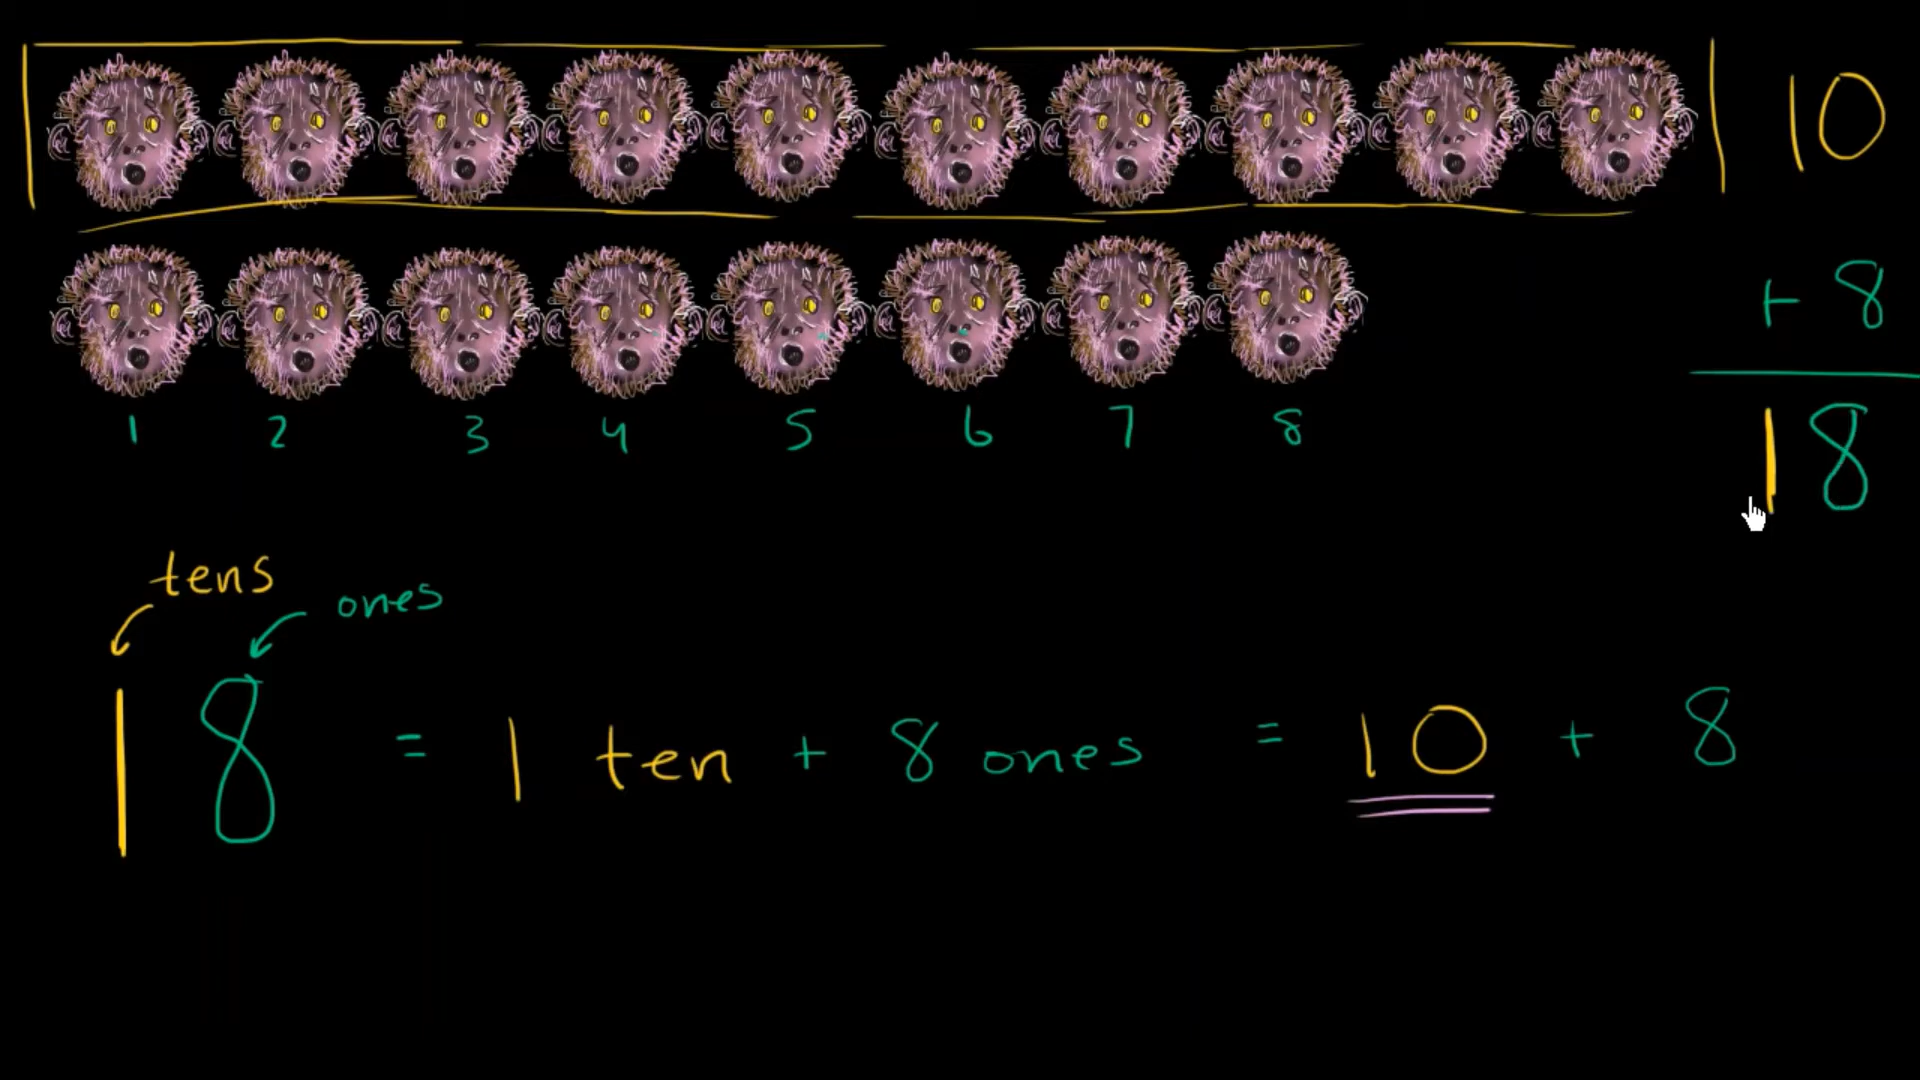 10
+ 8
1 2 3 4 5 6 7 8
18
tens
ones
18 = 1 ten + 8 ones = 10 + 8